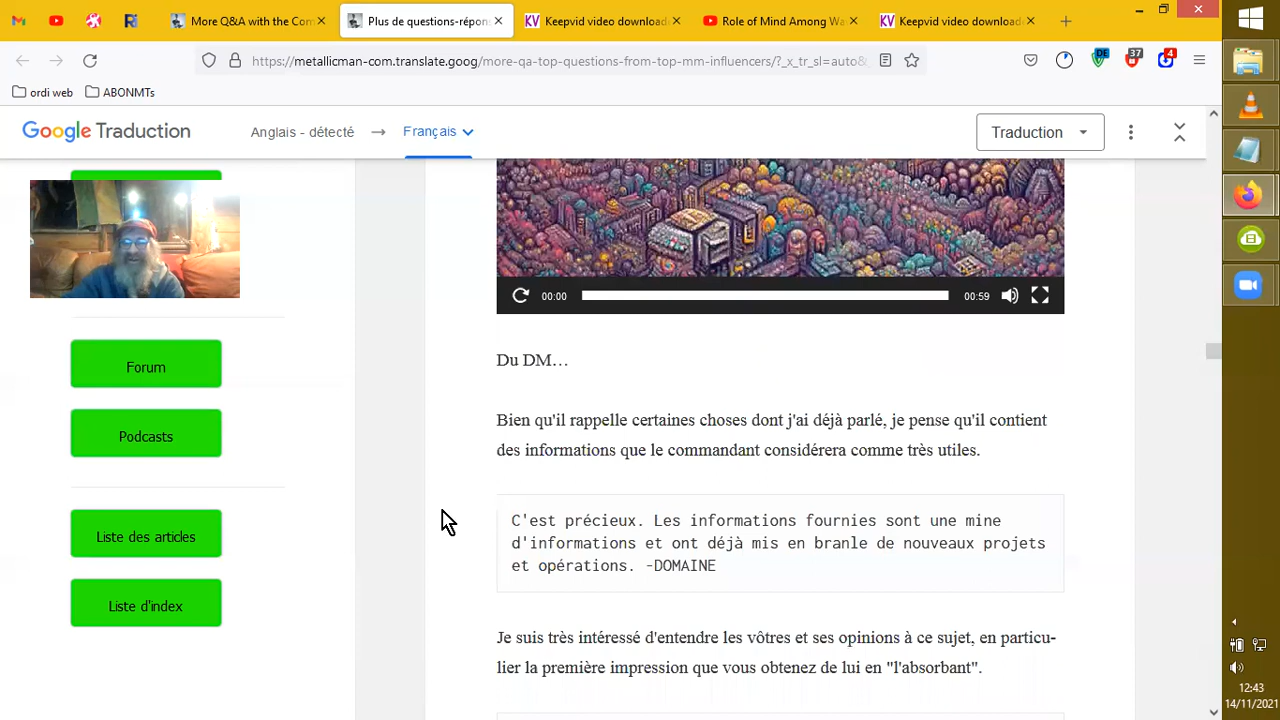 More Q&A with the Com
Plus de questions-répons
Keepvid video download
Role of Mind Among Wa
Keepvid video download
https://metallicman-com.translate.goog/more-qa-top-questions-from-top-mm-influencers/?_x_tr_sl=auto&
DE
37
4
ordi web
ABONMTs
Google Traduction
Anglais - détecté
Français
Traduction
00:00
00:59
Forum
Podcasts
Liste des articles
Liste d'index
Du DM…
Bien qu'il rappelle certaines choses dont j'ai déjà parlé, je pense qu'il contient
des informations que le commandant considérera comme très utiles.
C'est précieux. Les informations fournies sont une mine
d'informations et ont déjà mis en branle de nouveaux projets
et opérations. -DOMAINE
Je suis très intéressé d'entendre les vôtres et ses opinions à ce sujet, en particu-
lier la première impression que vous obtenez de lui en "l'absorbant".
12:43
14/11/2021